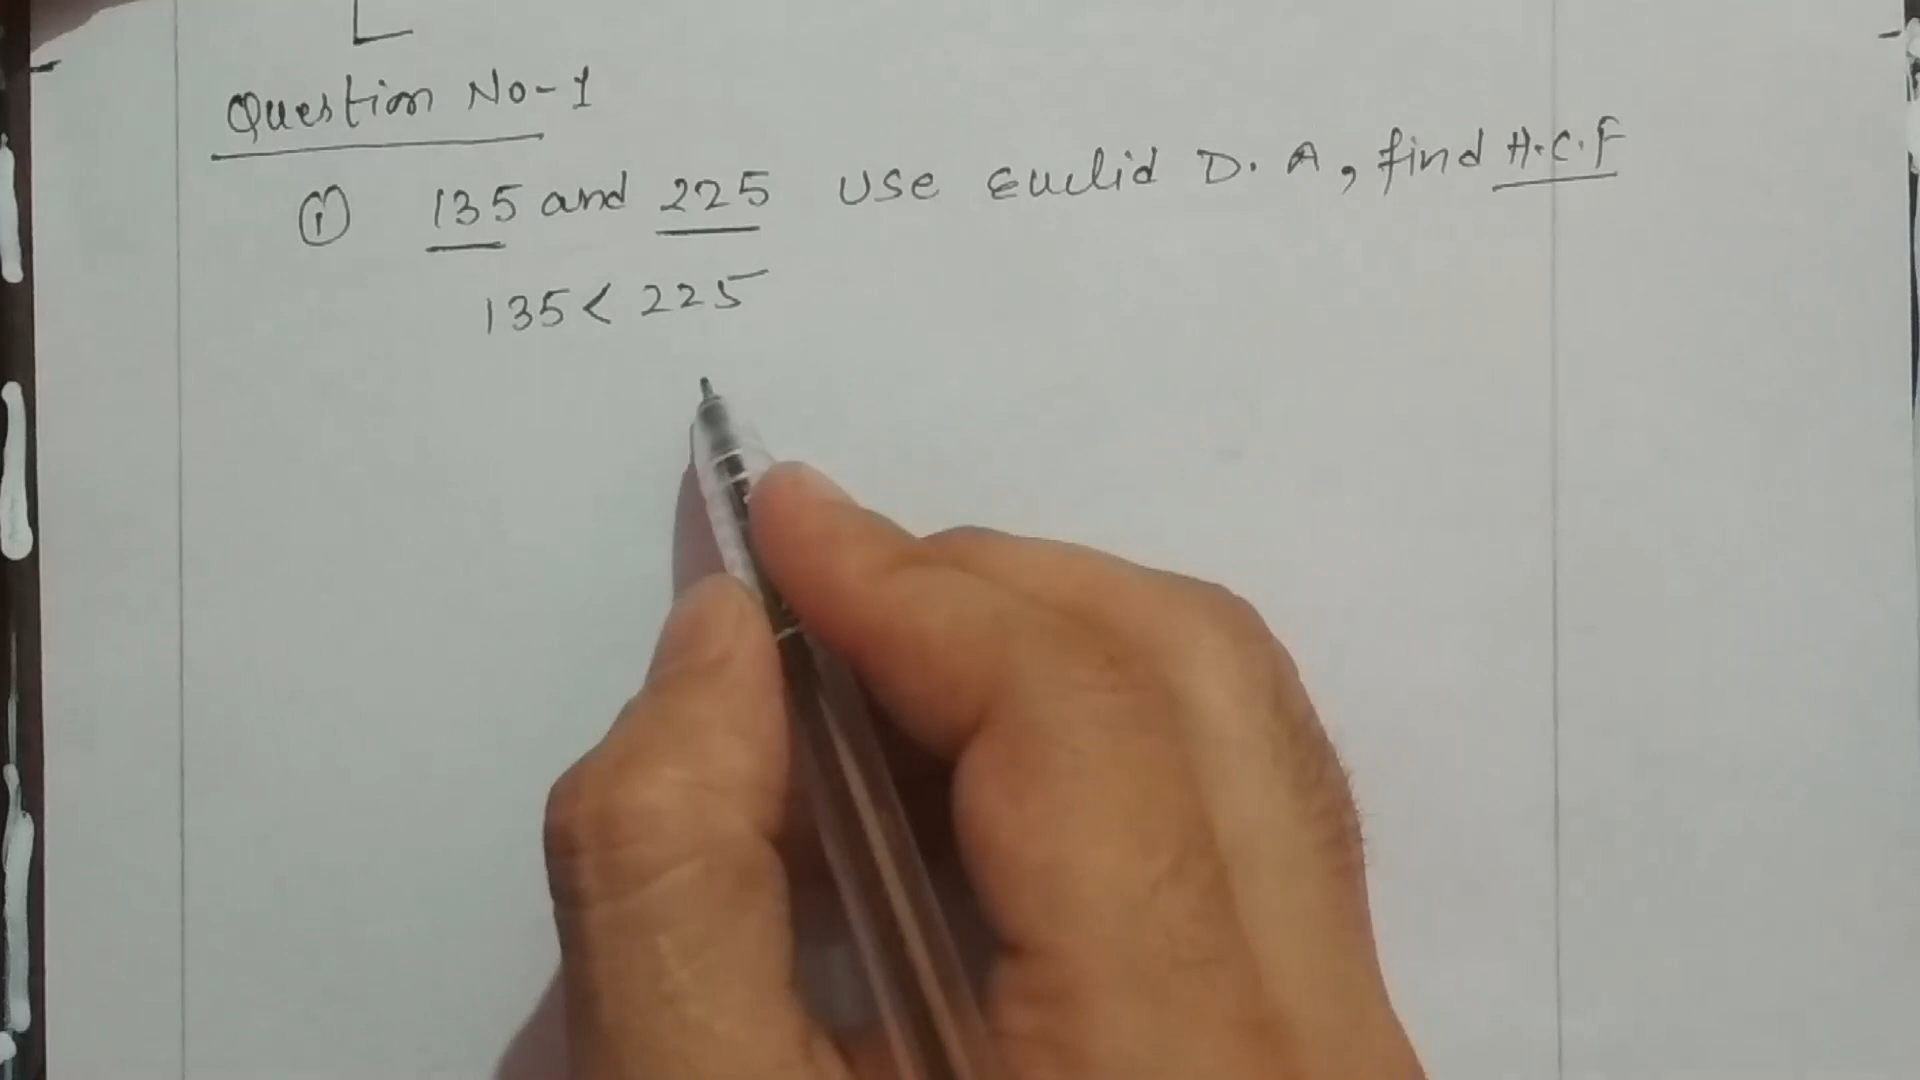 Question No-1
① 135 and 225 use Euclid D. A, find H.C.F
135 < 225